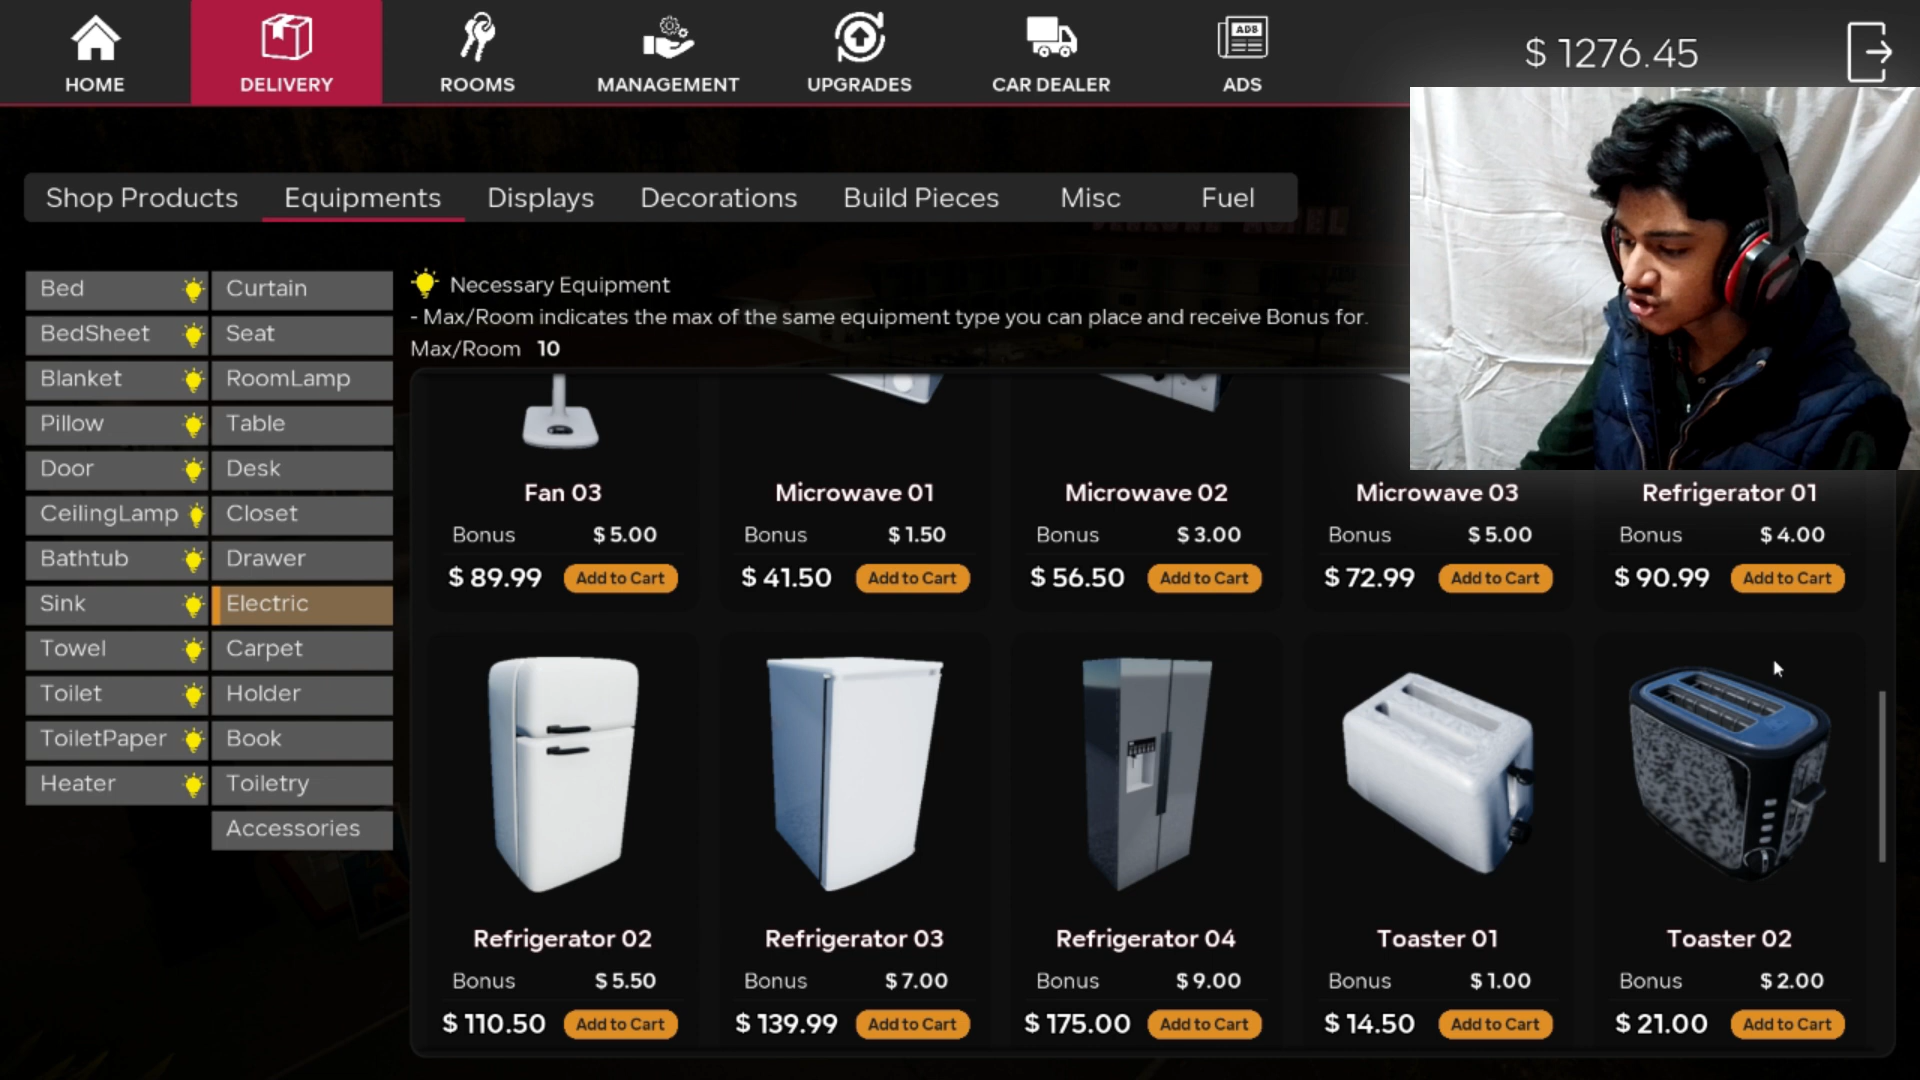 HOME
DELIVERY
ROOMS
MANAGEMENT
UPGRADES
CAR DEALER
ADS
ADS
$ 1276.45
Shop Products
Equipments
Displays
Decorations
Build Pieces
Misc
Fuel
Bed
Curtain
BedSheet
Seat
Blanket
RoomLamp
Pillow
Table
Door
Desk
CeilingLamp
Closet
Bathtub
Drawer
Sink
Electric
Towel
Carpet
Toilet
Holder
ToiletPaper
Book
Heater
Toiletry
Accessories
Necessary Equipment
- Max/Room indicates the max of the same equipment type you can place and receive Bonus for.
Max/Room 10
Fan 03
Bonus $ 5.00
$ 89.99 Add to Cart
Microwave 01
Bonus $ 1.50
$ 41.50 Add to Cart
Microwave 02
Bonus $ 3.00
$ 56.50 Add to Cart
Microwave 03
Bonus $ 5.00
$ 72.99 Add to Cart
Refrigerator 01
Bonus $ 4.00
$ 90.99 Add to Cart
Refrigerator 02
Bonus $ 5.50
$ 110.50 Add to Cart
Refrigerator 03
Bonus $ 7.00
$ 139.99 Add to Cart
Refrigerator 04
Bonus $ 9.00
$ 175.00 Add to Cart
Toaster 01
Bonus $ 1.00
$ 14.50 Add to Cart
Toaster 02
Bonus $ 2.00
$ 21.00 Add to Cart